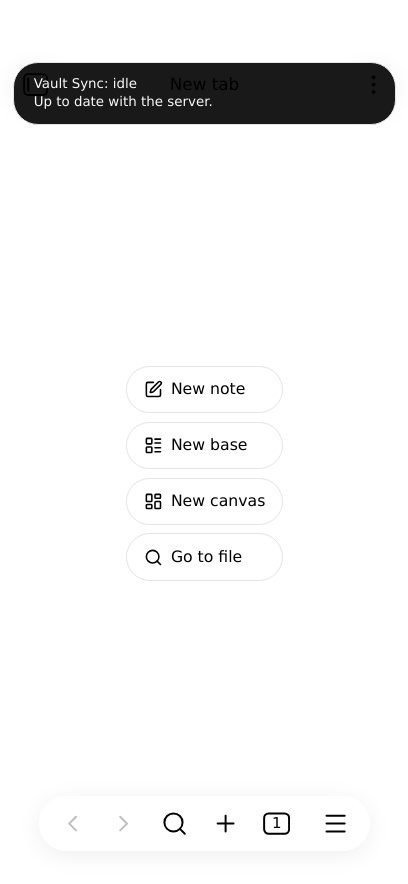 Vault Sync: idle
Up to date with the server.
New tab
New note
New base
New canvas
Go to file
1